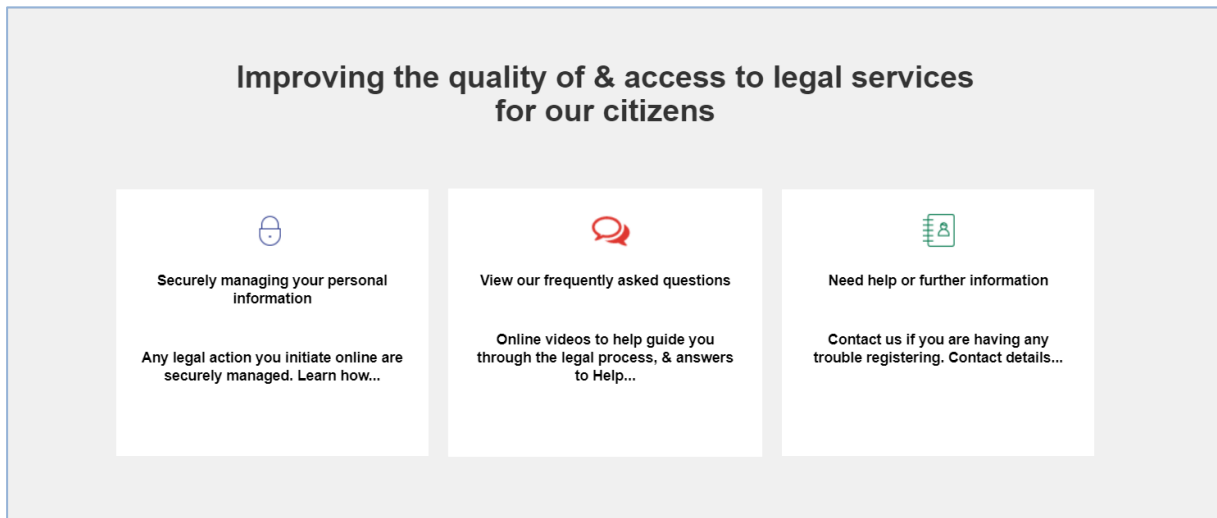 Improving the quality of & access to legal services
for our citizens
Securely managing your personal
information
Any legal action you initiate online are
securely managed. Learn how...
View our frequently asked questions
Online videos to help guide you
through the legal process, & answers
to Help...
Need help or further information
Contact us if you are having any
trouble registering. Contact details...